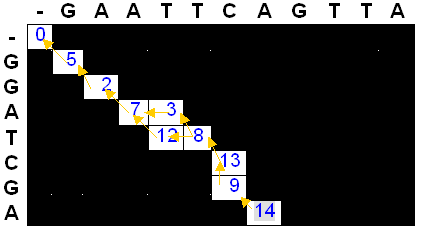 - G A A T T C A G T T A
- 0
G 5
G 2
A 7 3
T 12 8
C 13
G 9
A 14